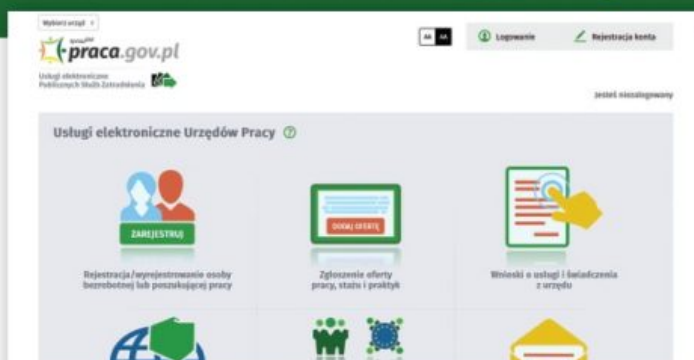 Wybierz urząd
AA AA
Logowanie
Rejestracja konta
praca.gov.pl
Usługi elektroniczne
Publicznych Służb Zatrudnienia
Jesteś niezalogowany
Usługi elektroniczne Urzędów Pracy ?
ZAREJESTRUJ
DODAJ OFERTĘ
Rejestracja/wyrejestrowanie osoby
bezrobotnej lub poszukującej pracy
Zgłoszenie oferty
pracy, stażu i praktyk
Wnioski o usługi i świadczenia
z urzędu